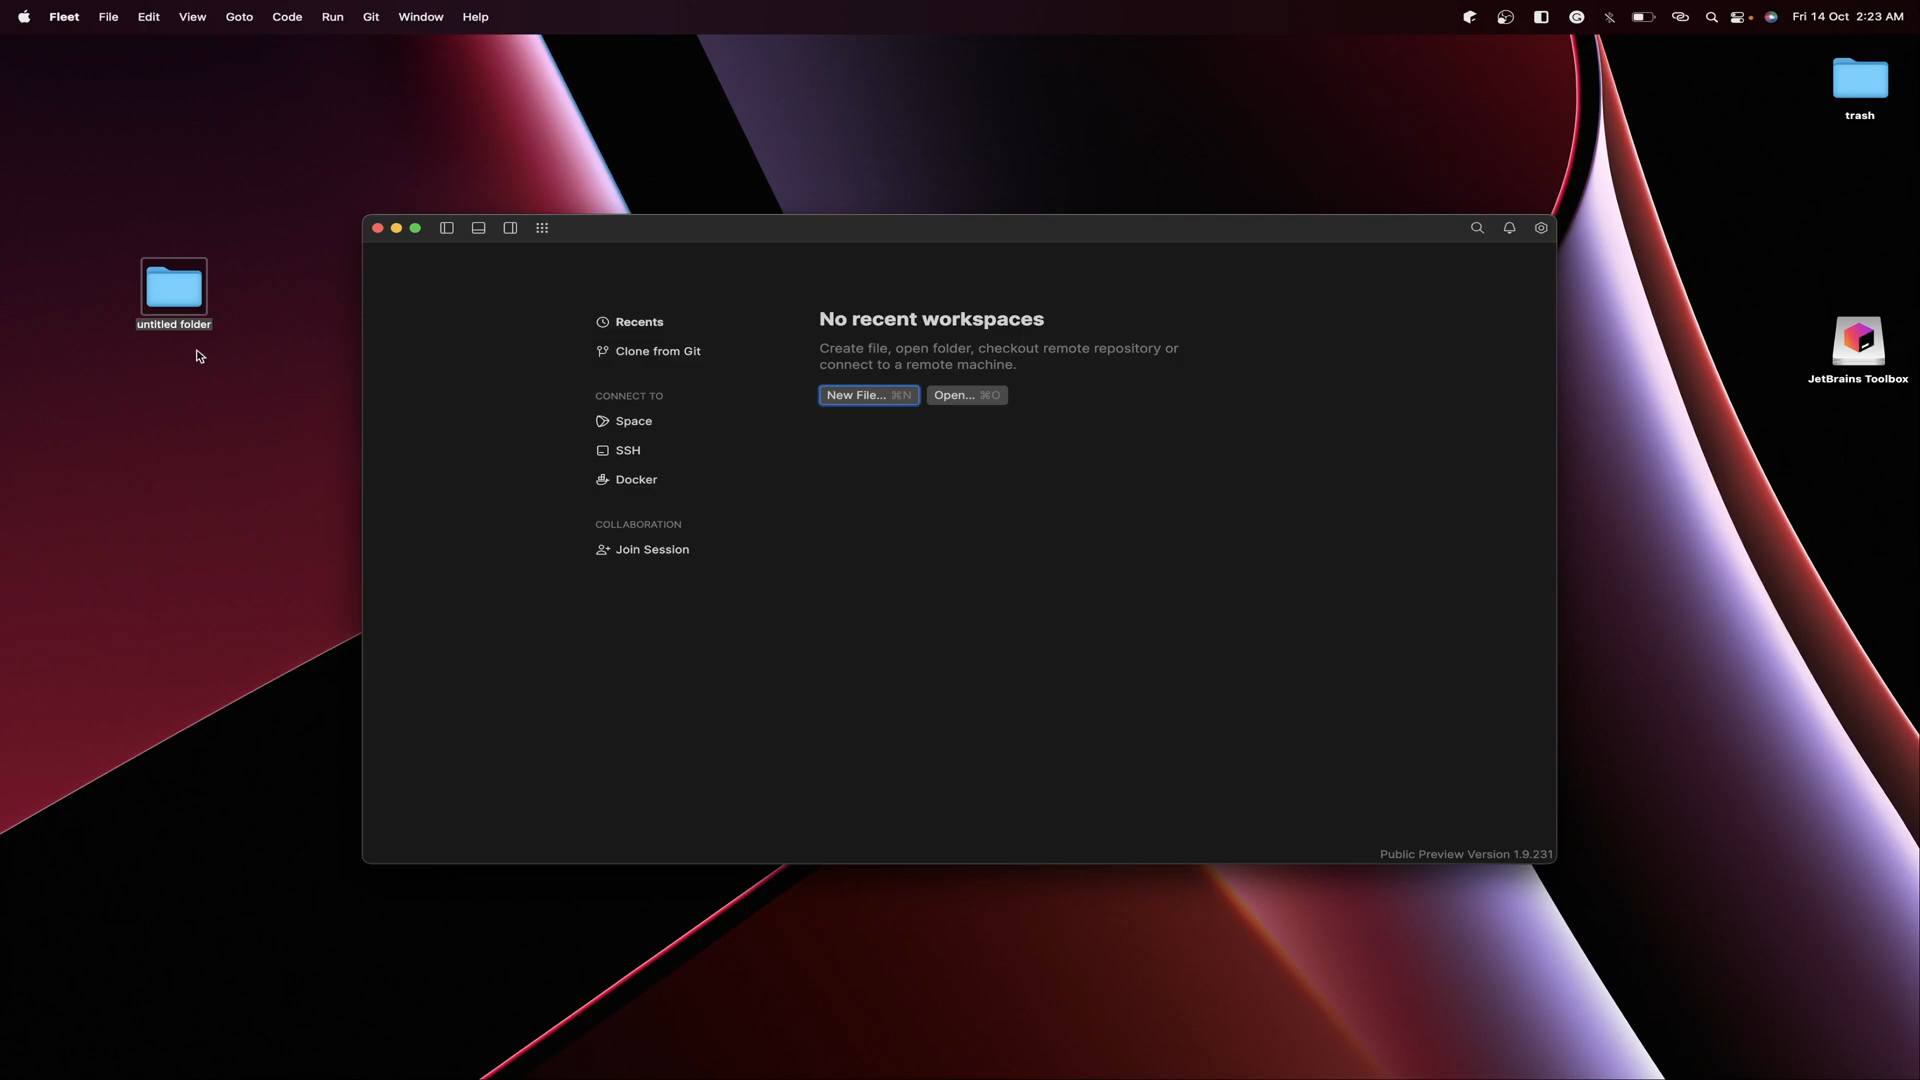 Fleet File Edit View Goto Code Run Git Window Help
Fri 14 Oct 2:23 AM
trash
untitled folder
JetBrains Toolbox
Recents
Clone from Git
CONNECT TO
Space
SSH
Docker
COLLABORATION
Join Session
No recent workspaces
Create file, open folder, checkout remote repository or
connect to a remote machine.
New File... ⌘N Open... ⌘O
Public Preview Version 1.9.231